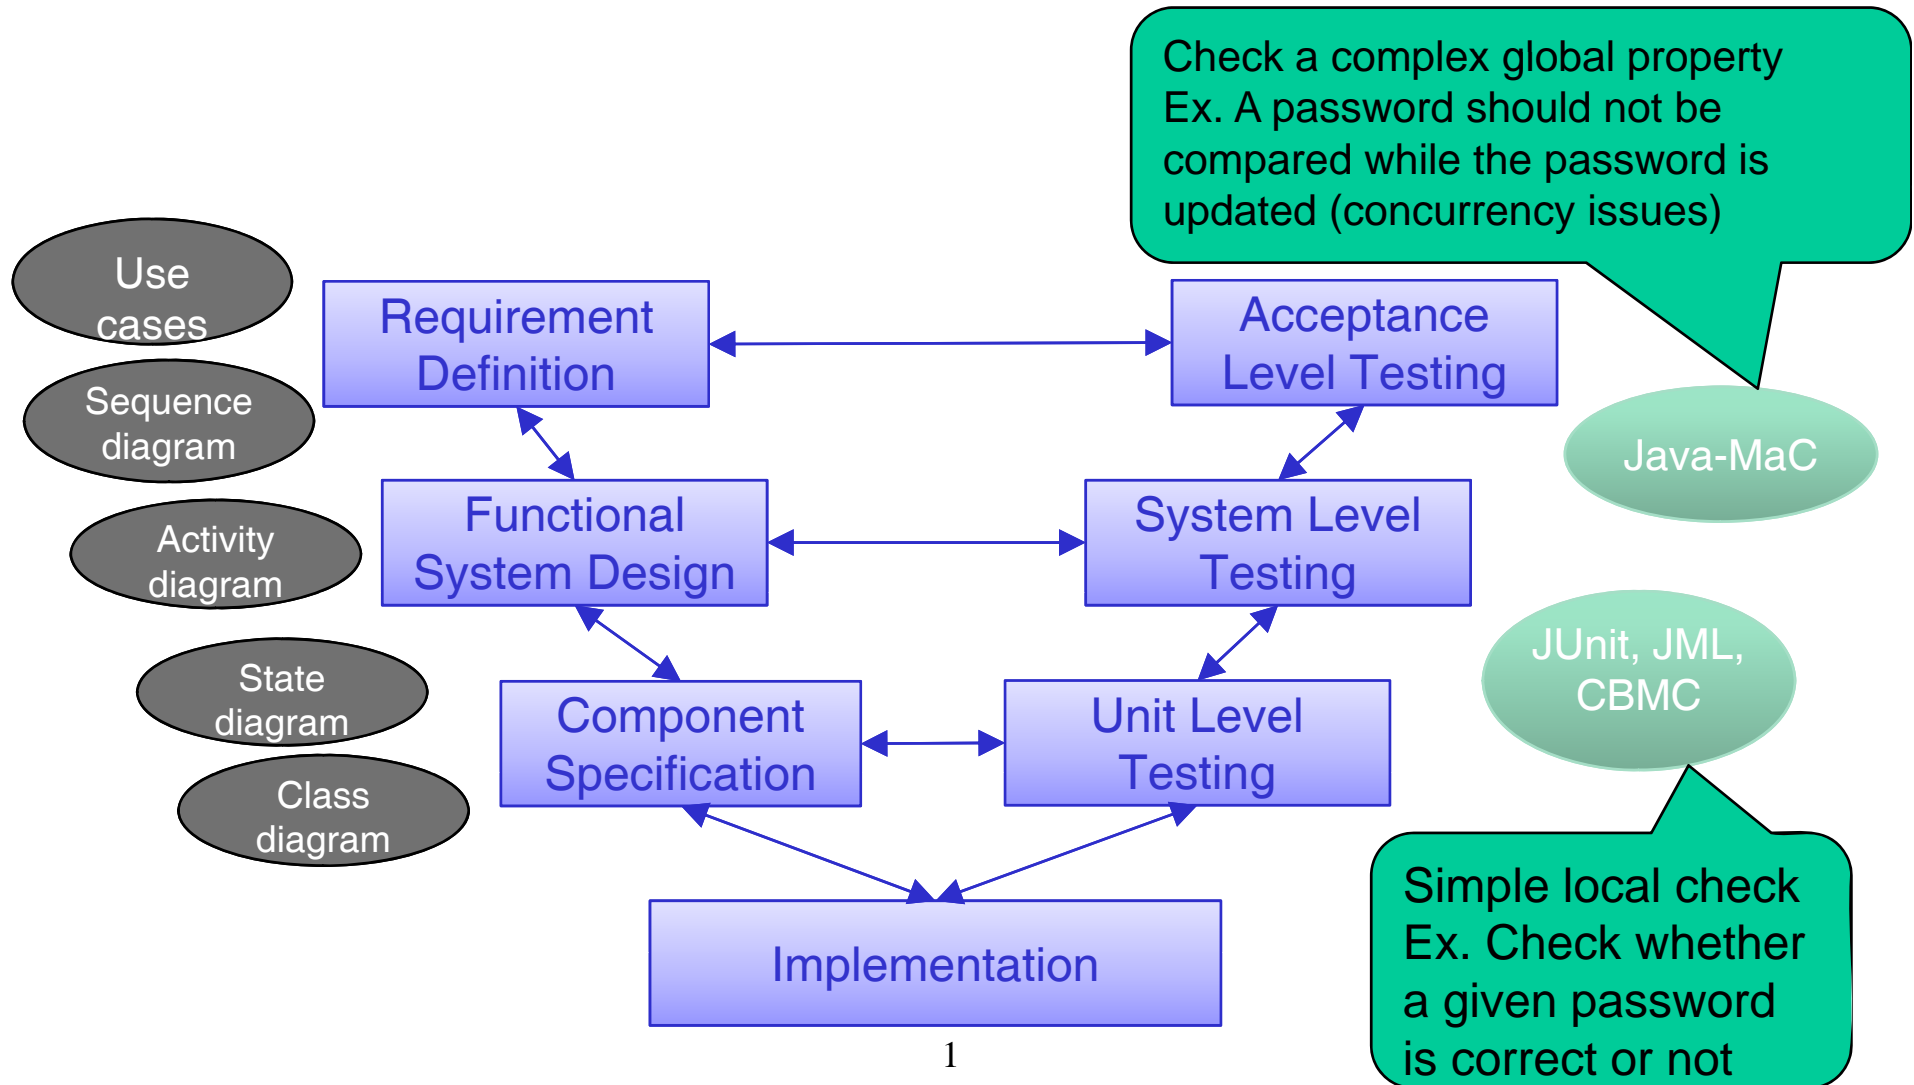 Check a complex global property
Ex. A password should not be
compared while the password is
updated (concurrency issues)
Use
cases
Requirement
Definition
Acceptance
Level Testing
Sequence
diagram
Java-MaC
Functional
System Design
System Level
Testing
Activity
diagram
JUnit, JML,
CBMC
State
diagram
Component
Specification
Unit Level
Testing
Class
diagram
Simple local check
Ex. Check whether
a given password
is correct or not
Implementation
1